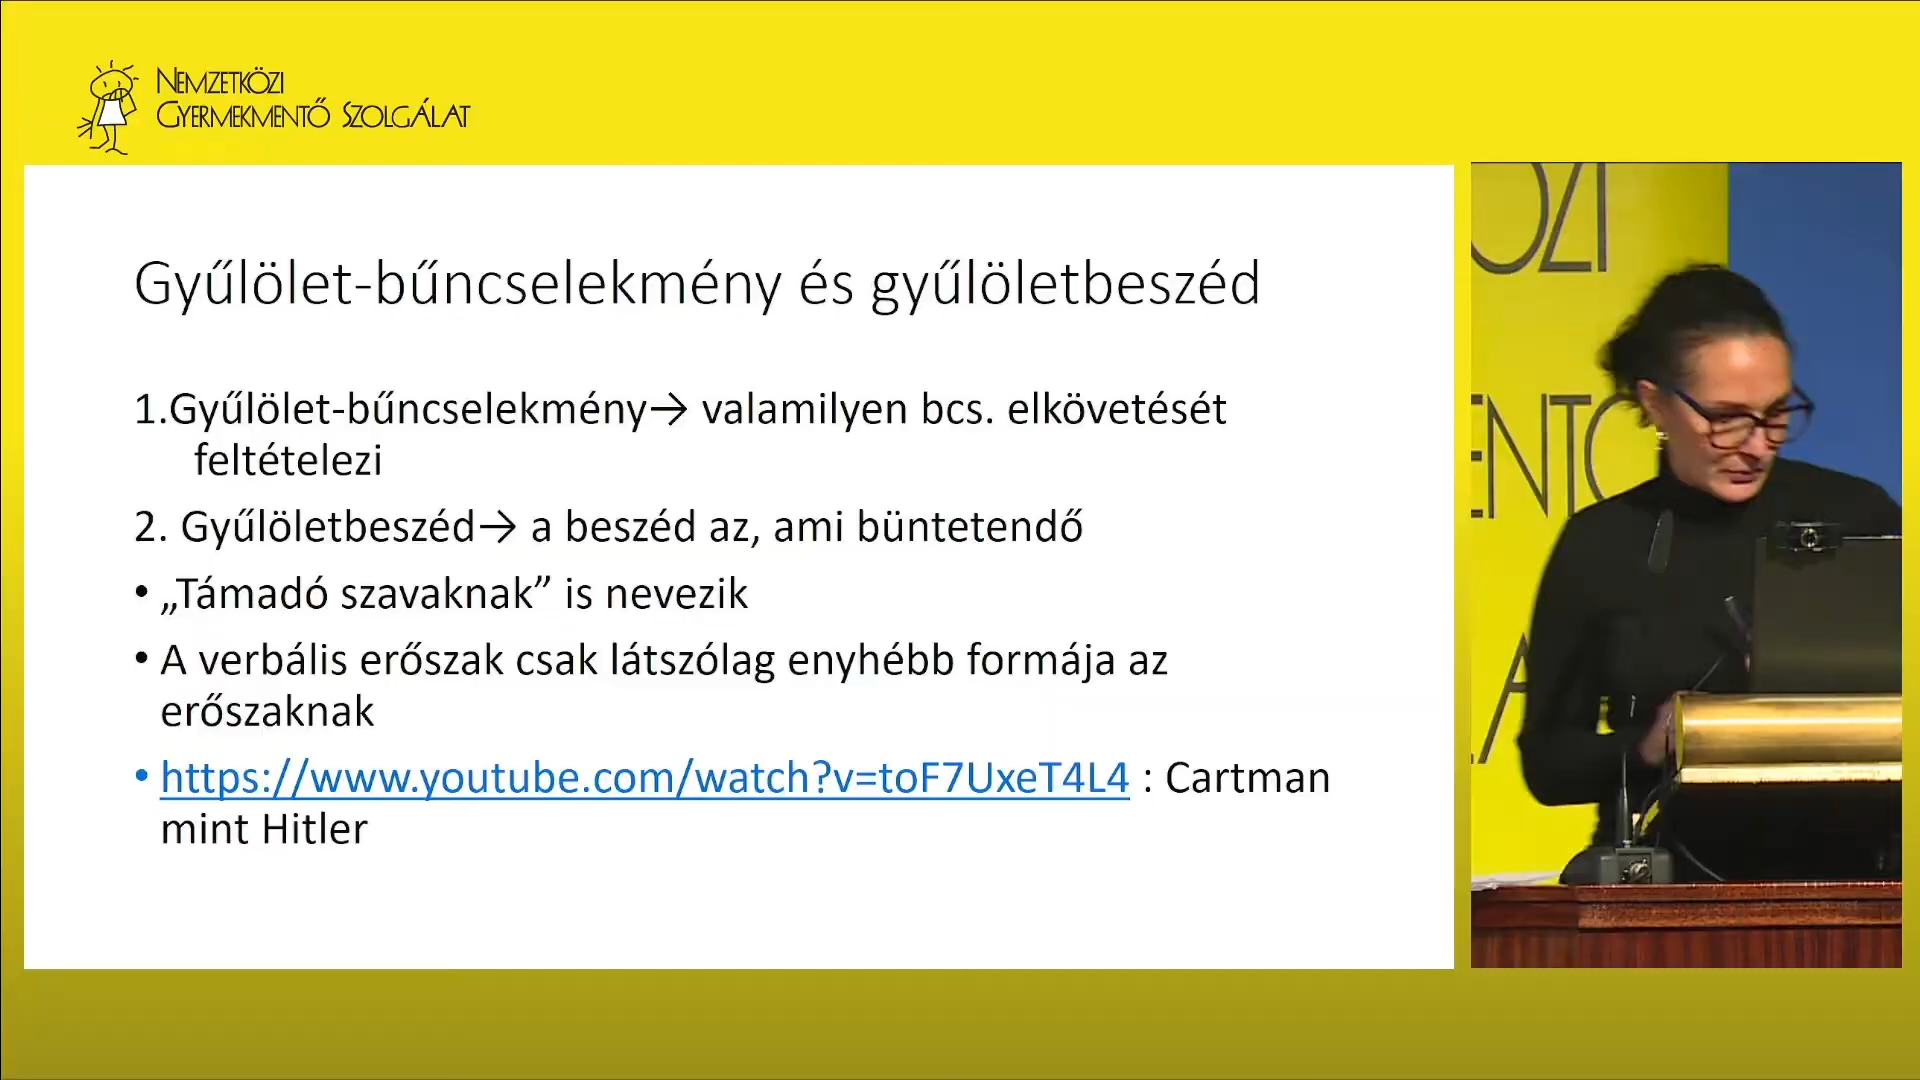 NEMZETKÖZI
GYERMEKMENTŐ SZOLGÁLAT
Gyűlölet-bűncselekmény és gyűlöletbeszéd
1.Gyűlölet-bűncselekmény→ valamilyen bcs. elkövetését
feltételezi
2. Gyűlöletbeszéd→ a beszéd az, ami büntetendő
• „Támadó szavaknak” is nevezik
• A verbális erőszak csak látszólag enyhébb formája az
erőszaknak
• https://www.youtube.com/watch?v=toF7UxeT4L4 : Cartman
mint Hitler